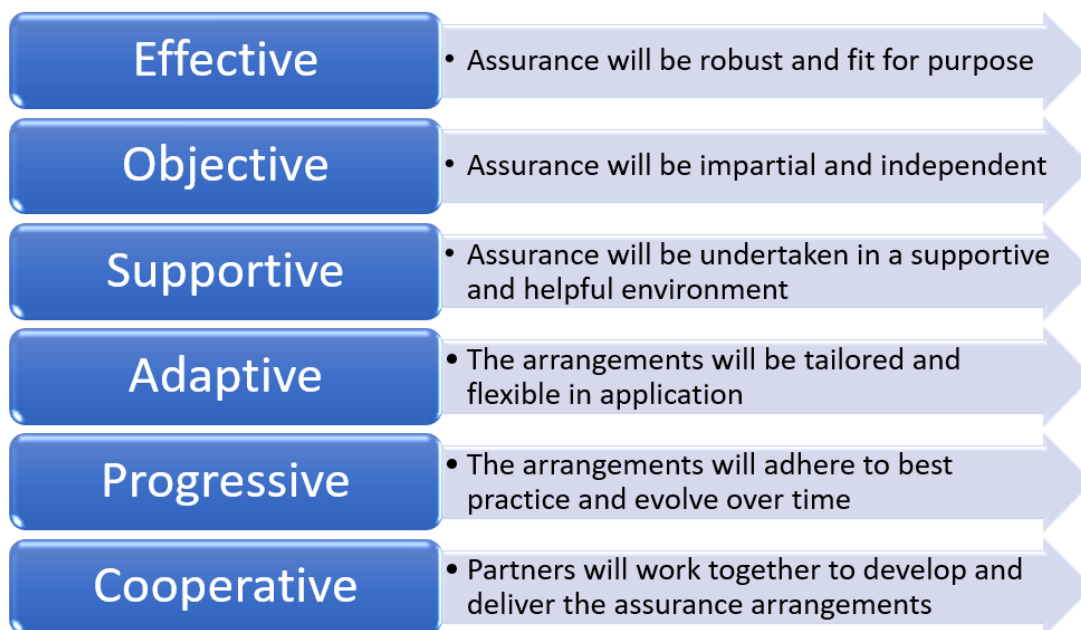 Effective
• Assurance will be robust and fit for purpose
Objective
• Assurance will be impartial and independent
Supportive
• Assurance will be undertaken in a supportive
and helpful environment
Adaptive
• The arrangements will be tailored and
flexible in application
Progressive
• The arrangements will adhere to best
practice and evolve over time
Cooperative
• Partners will work together to develop and
deliver the assurance arrangements